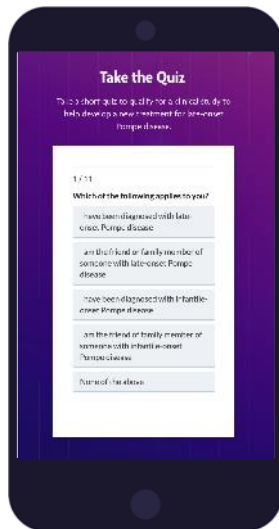 Take the Quiz
Take a short quiz to qualify for a clinical study to
help develop a new treatment for late-onset
Pompe disease.
1 / 11
Which of the following applies to you?
I have been diagnosed with late-
onset Pompe disease
I am the friend or family member of
someone with late-onset Pompe
disease
I have been diagnosed with infantile-
onset Pompe disease
I am the friend of family member of
someone with infantile-onset
Pompe disease
None of the above